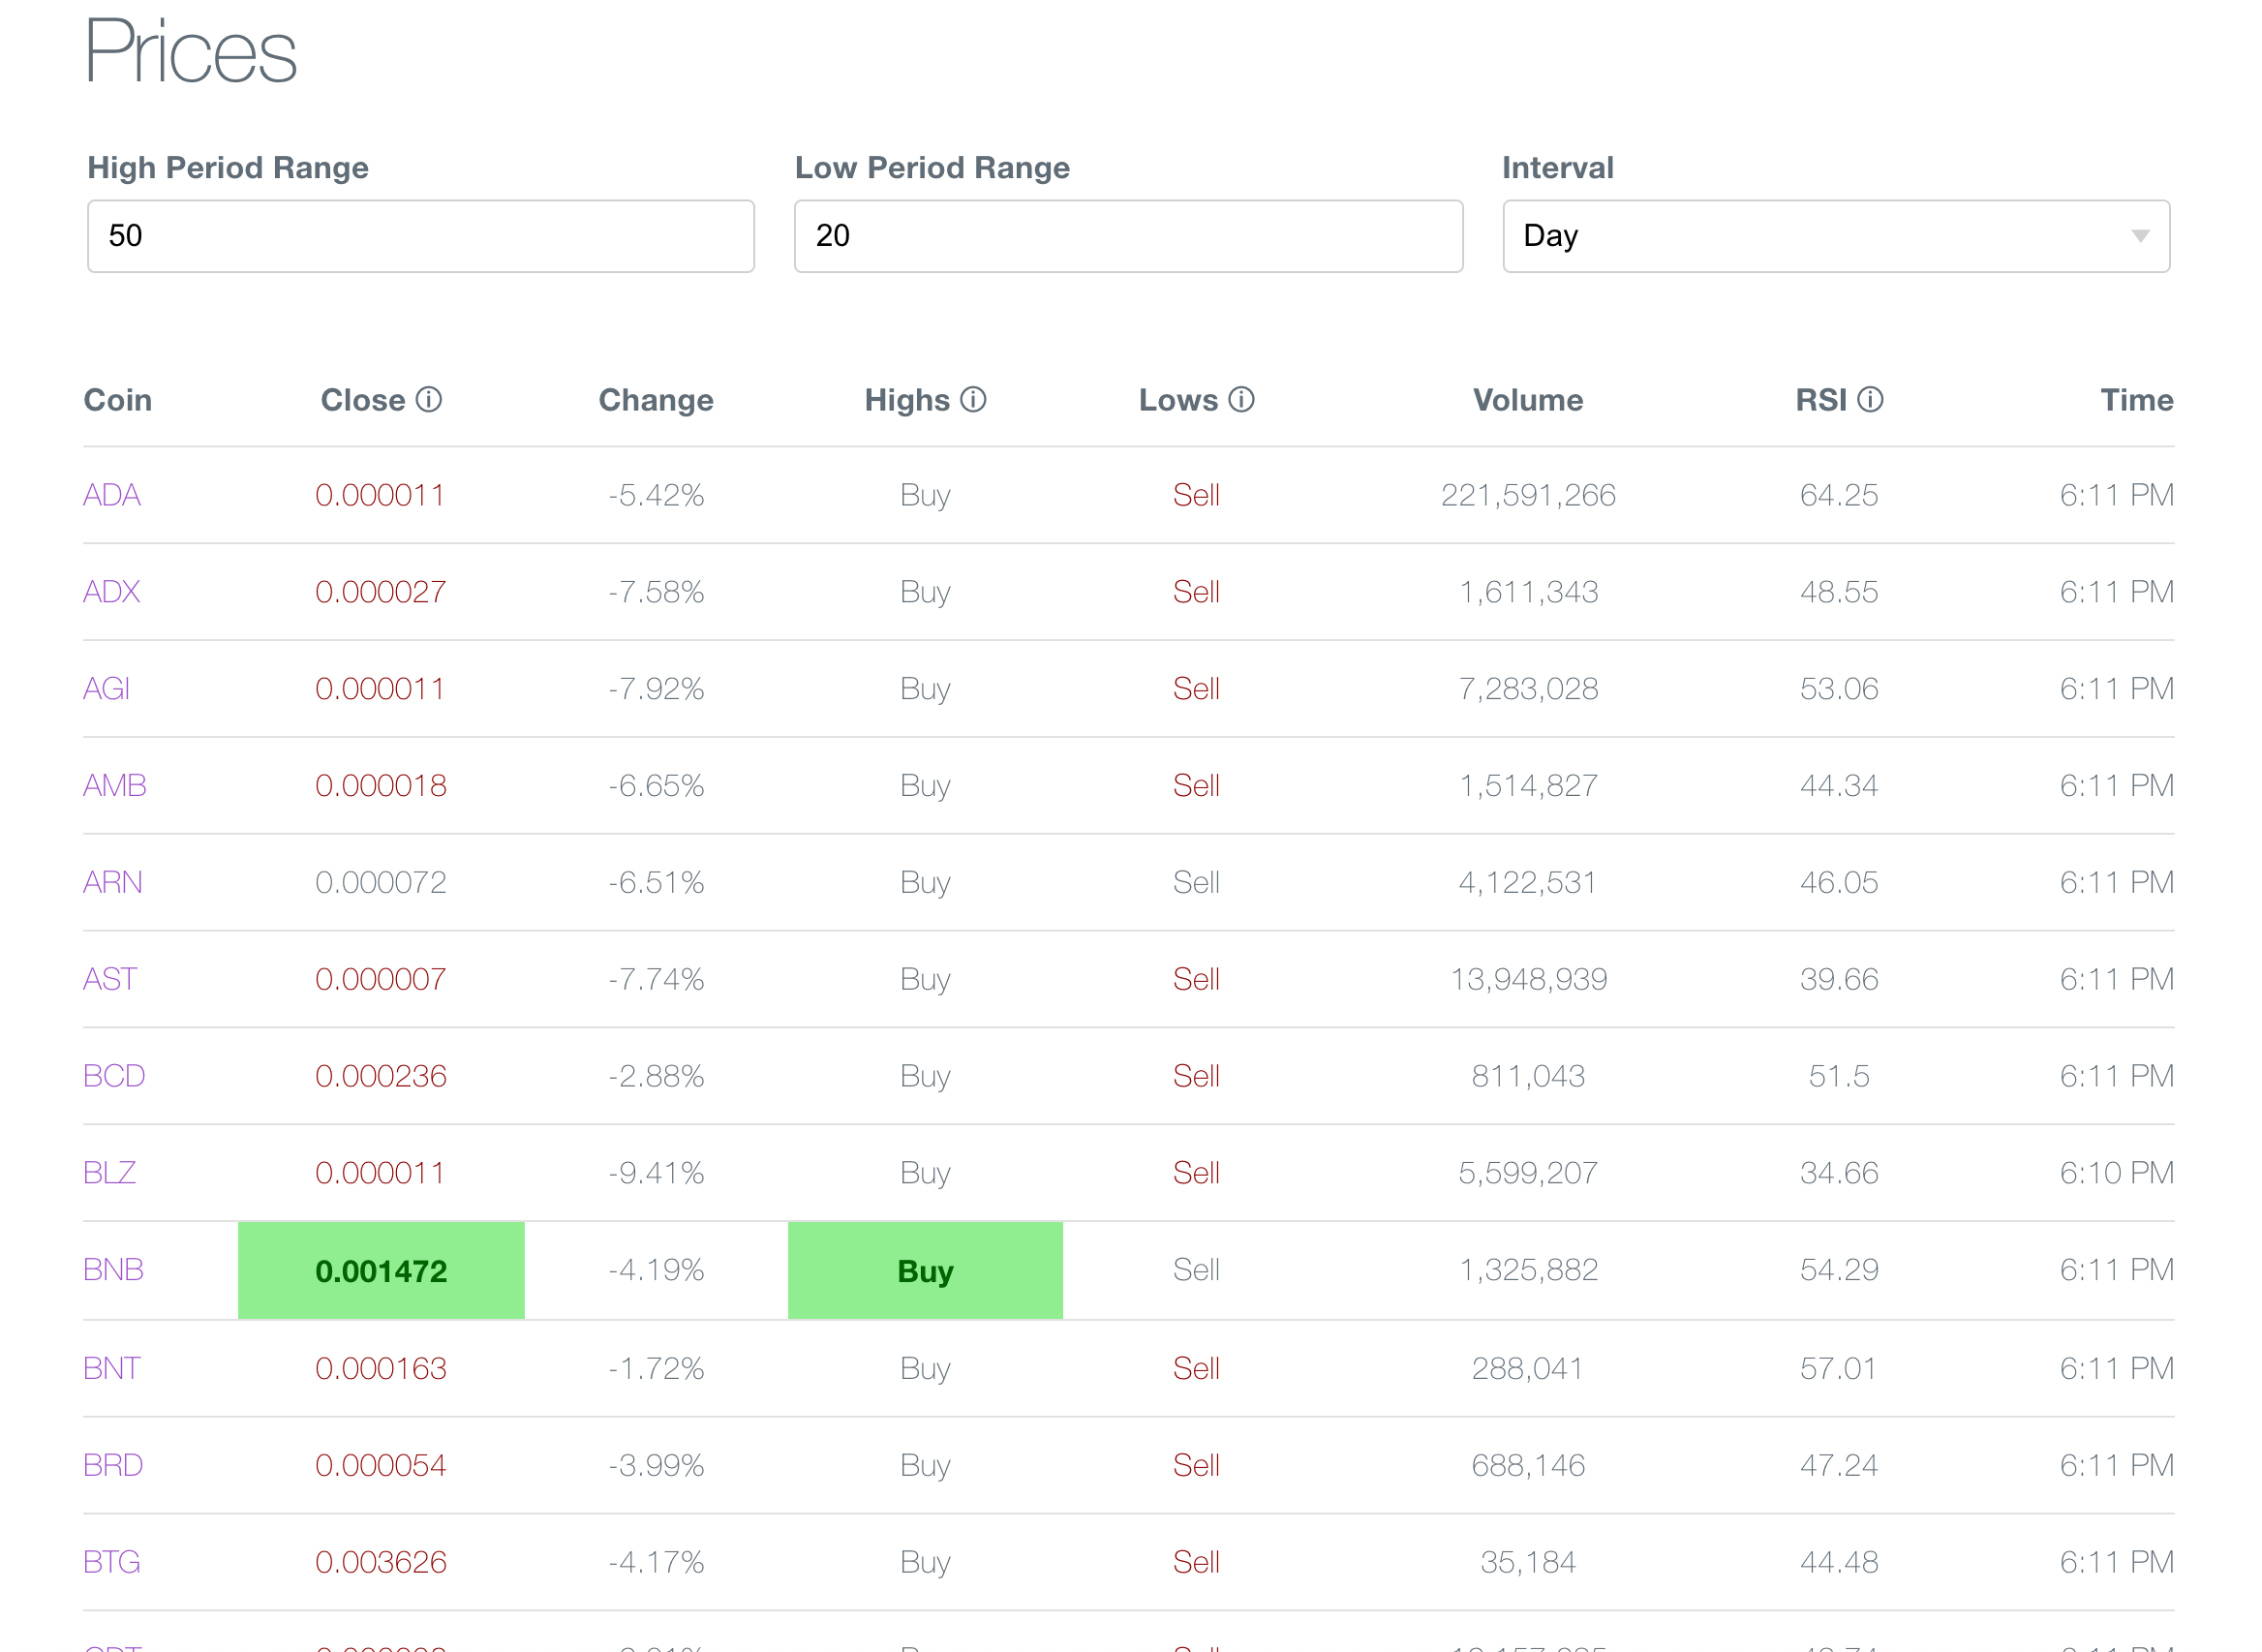 Prices
High Period Range Low Period Range Interval
50 20 Day
Coin Close Change Highs Lows Volume RSI Time
ADA 0.000011 -5.42% Buy Sell 221,591,266 64.25 6:11 PM
ADX 0.000027 -7.58% Buy Sell 1,611,343 48.55 6:11 PM
AGI 0.000011 -7.92% Buy Sell 7,283,028 53.06 6:11 PM
AMB 0.000018 -6.65% Buy Sell 1,514,827 44.34 6:11 PM
ARN 0.000072 -6.51% Buy Sell 4,122,531 46.05 6:11 PM
AST 0.000007 -7.74% Buy Sell 13,948,939 39.66 6:11 PM
BCD 0.000236 -2.88% Buy Sell 811,043 51.5 6:11 PM
BLZ 0.000011 -9.41% Buy Sell 5,599,207 34.66 6:10 PM
BNB 0.001472 -4.19% Buy Sell 1,325,882 54.29 6:11 PM
BNT 0.000163 -1.72% Buy Sell 288,041 57.01 6:11 PM
BRD 0.000054 -3.99% Buy Sell 688,146 47.24 6:11 PM
BTG 0.003626 -4.17% Buy Sell 35,184 44.48 6:11 PM